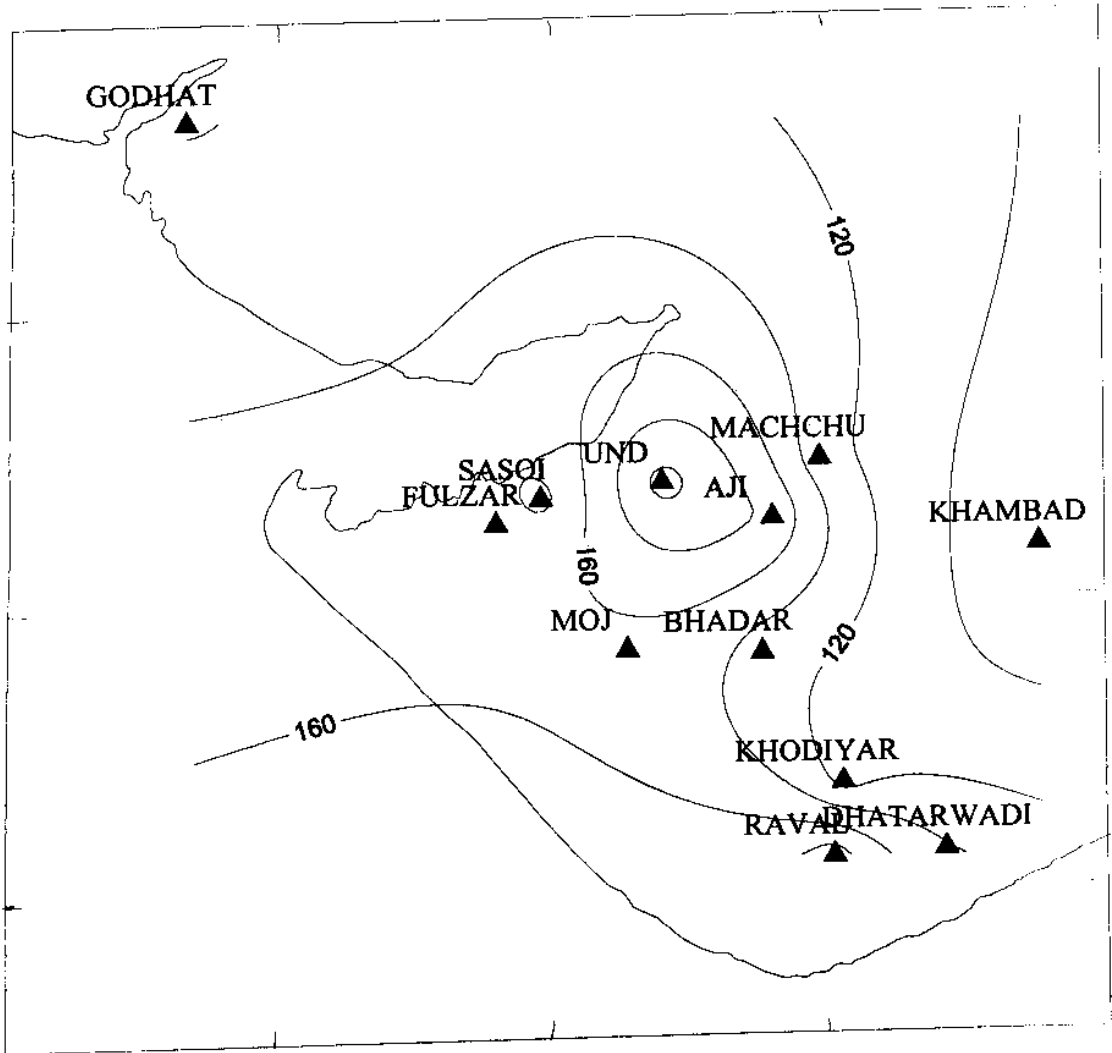 GODHAT
120
MACHCHU
UND
SASOI
AJI
FULZAR
KHAMBAD
160
MOJ
BHADAR
120
160
KHODIYAR
RAVAL
DHATARWADI